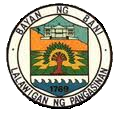 BAYAN NG BANI
1769
LALAWIGAN NG PANGASINAN